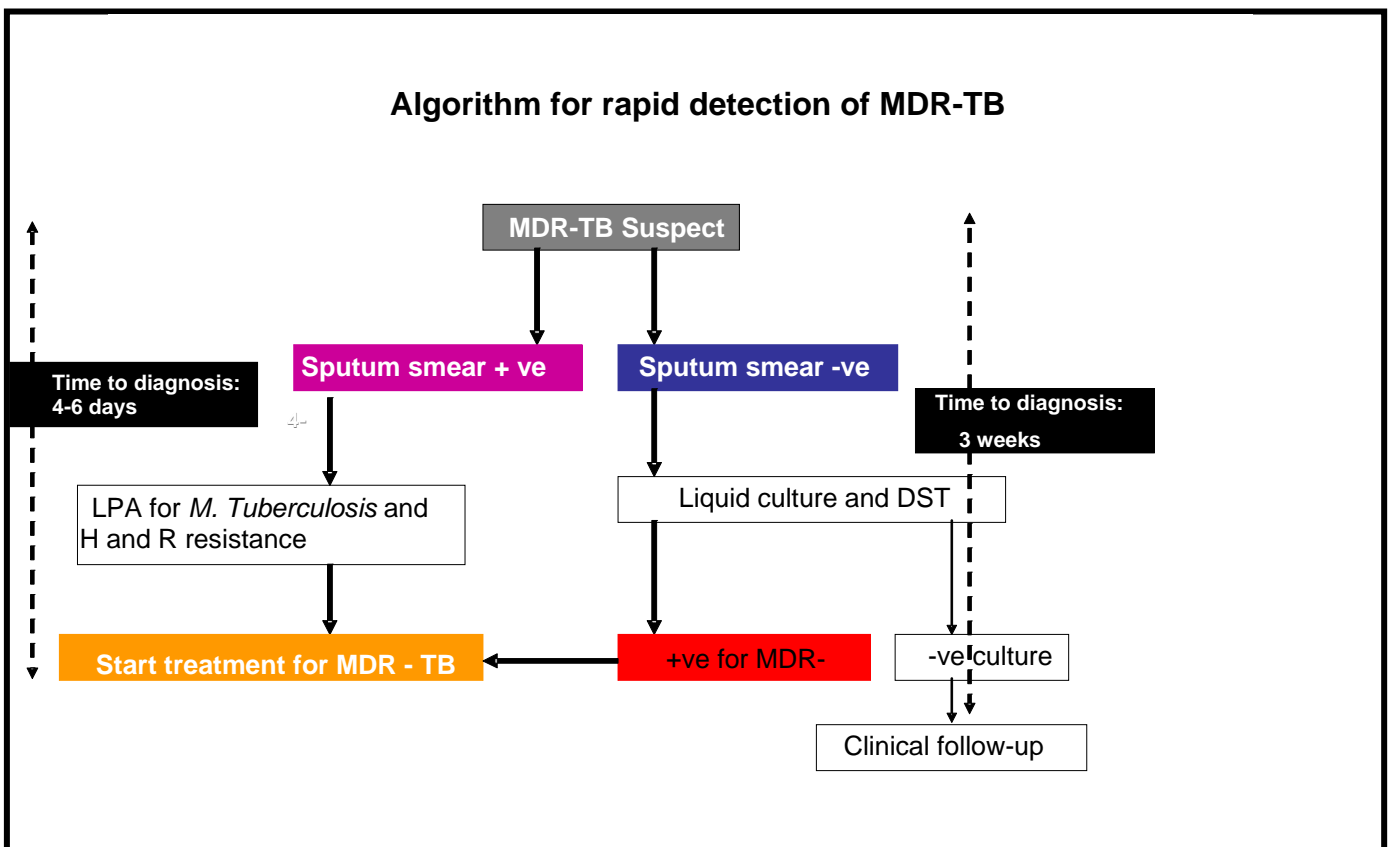 Algorithm for rapid detection of MDR-TB
MDR-TB Suspect
Sputum smear + ve
Sputum smear -ve
Time to diagnosis:
4-6 days
4-
Time to diagnosis:
3 weeks
LPA for M. Tuberculosis and
H and R resistance
Liquid culture and DST
Start treatment for MDR - TB
+ve for MDR-
-ve culture
Clinical follow-up